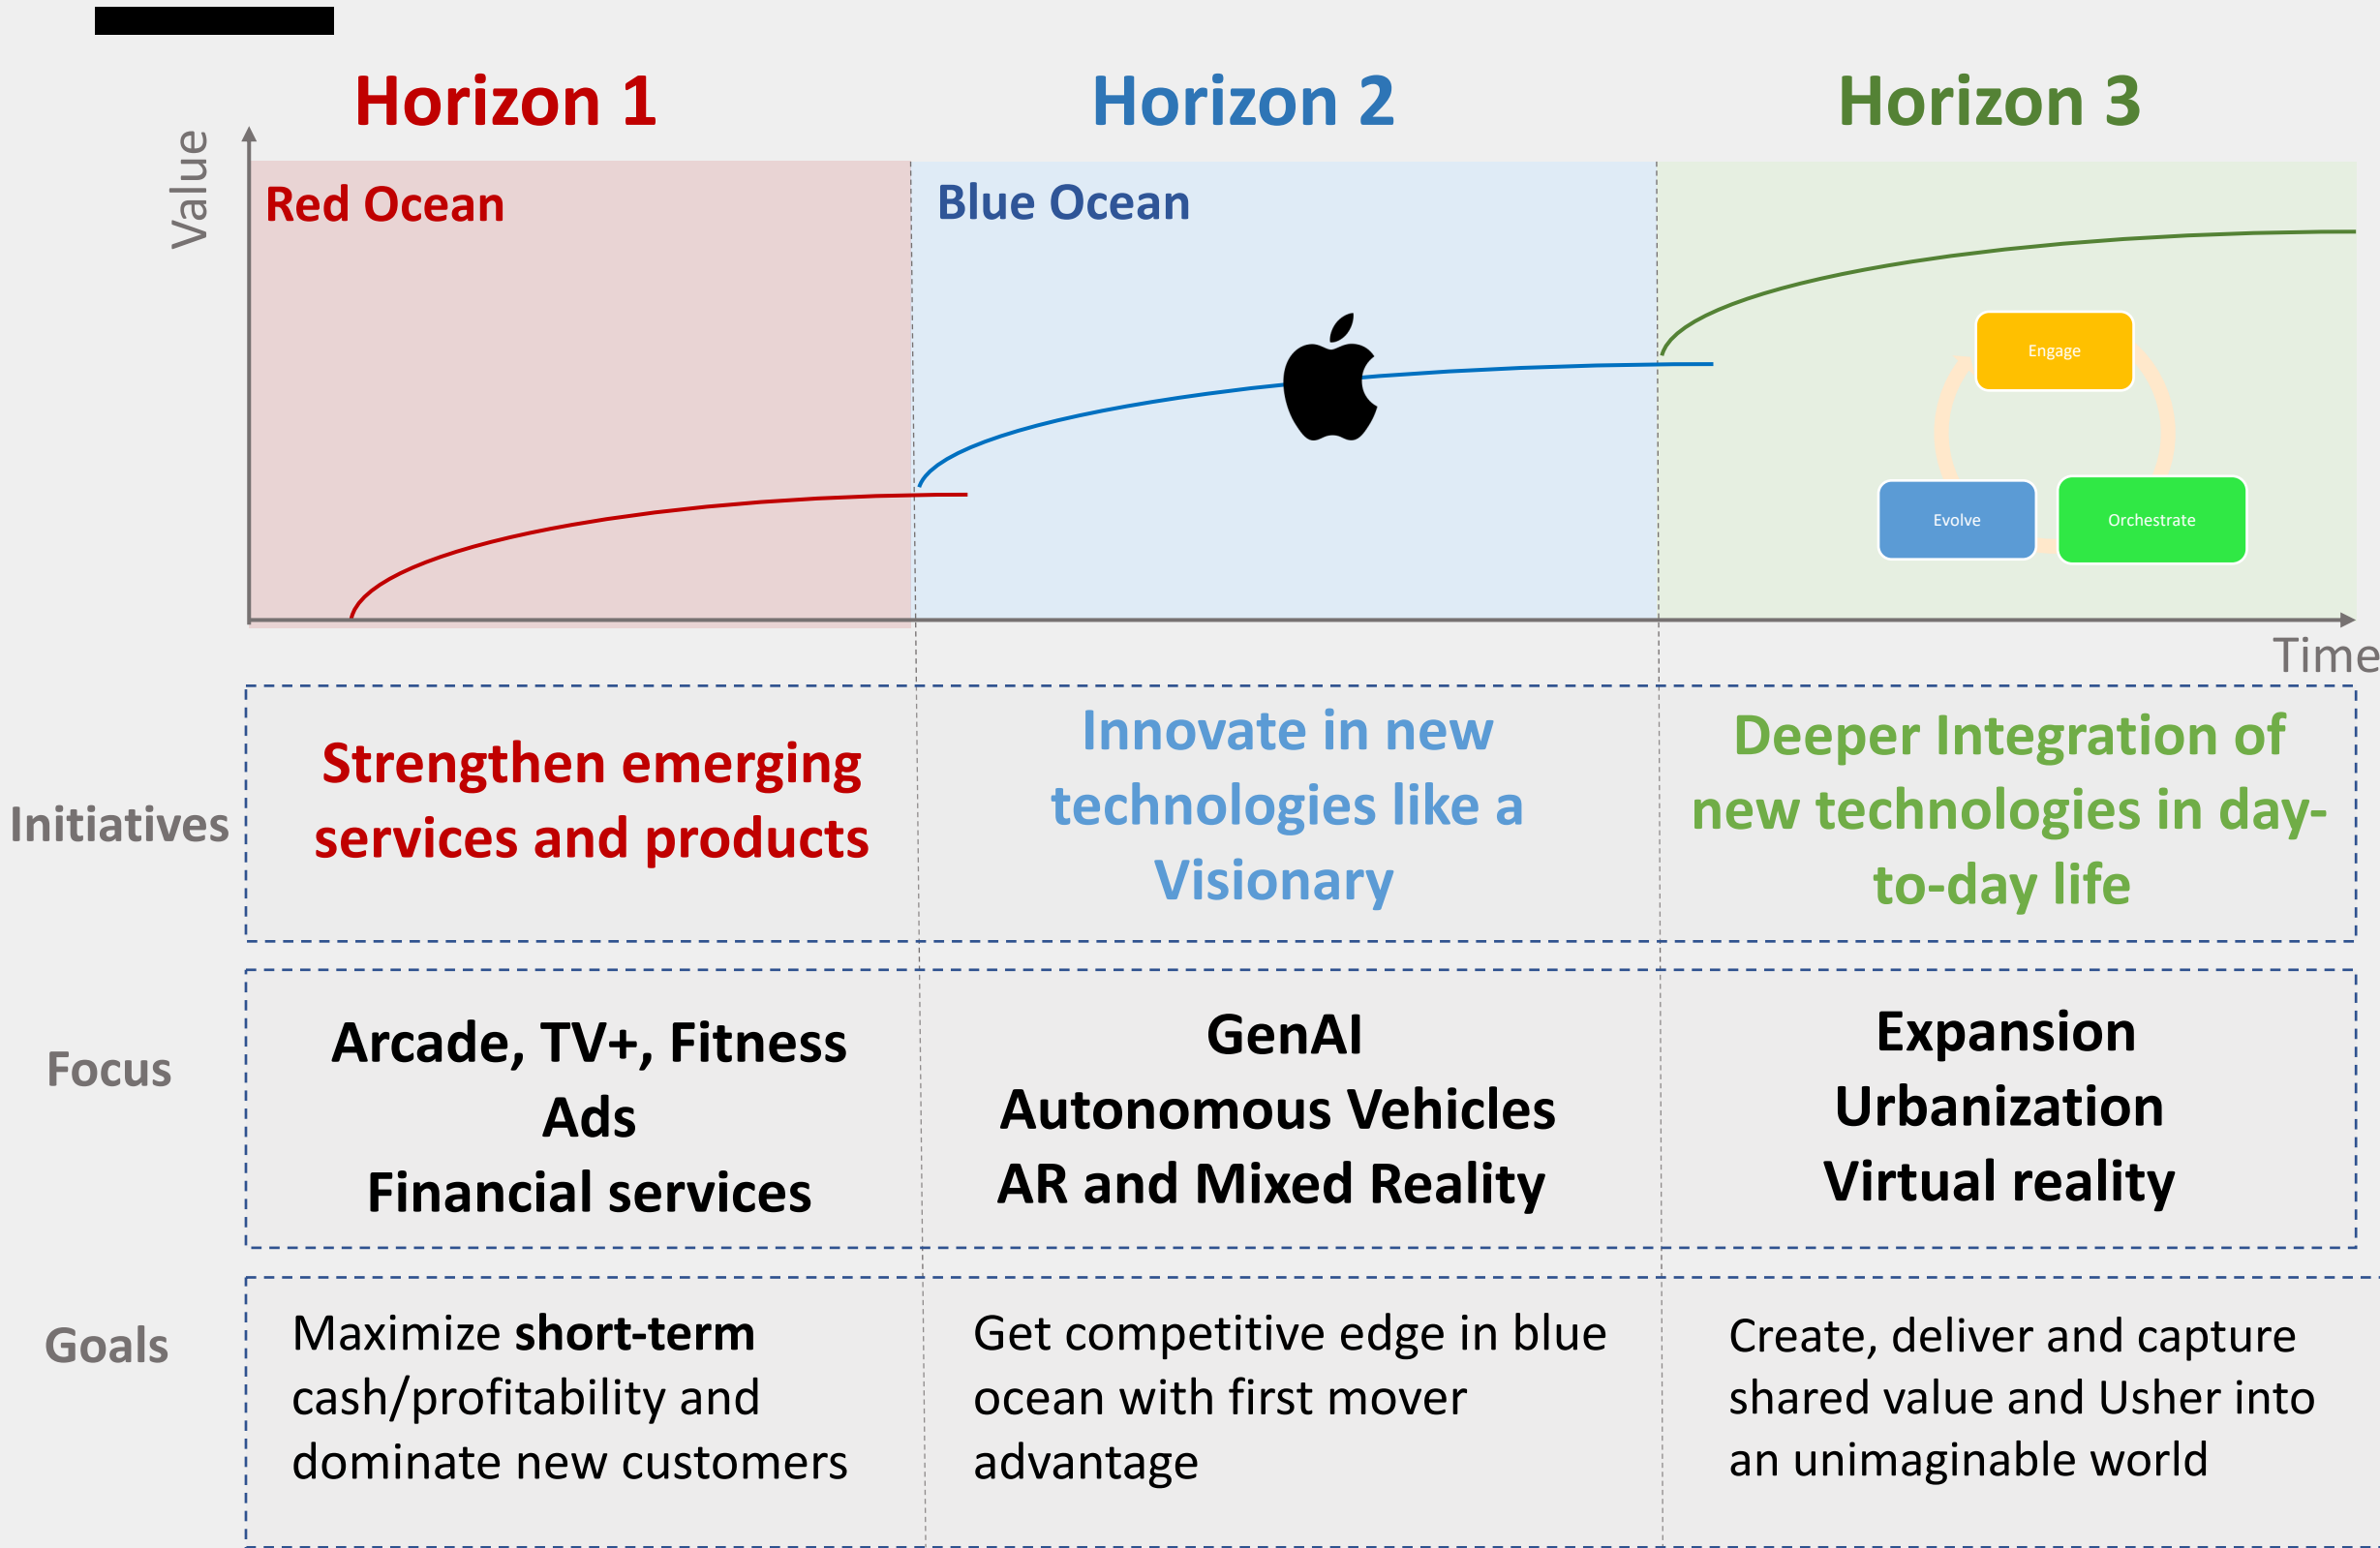 Horizon 1
Horizon 2
Horizon 3
Value
Red Ocean
Blue Ocean
Engage
Evolve
Orchestrate
Time
Initiatives
Strengthen emerging
services and products
Innovate in new
technologies like a
Visionary
Deeper Integration of
new technologies in day-
to-day life
Focus
Arcade, TV+, Fitness
Ads
Financial services
GenAI
Autonomous Vehicles
AR and Mixed Reality
Expansion
Urbanization
Virtual reality
Goals
Maximize short-term
cash/profitability and
dominate new customers
Get competitive edge in blue
ocean with first mover
advantage
Create, deliver and capture
shared value and Usher into
an unimaginable world